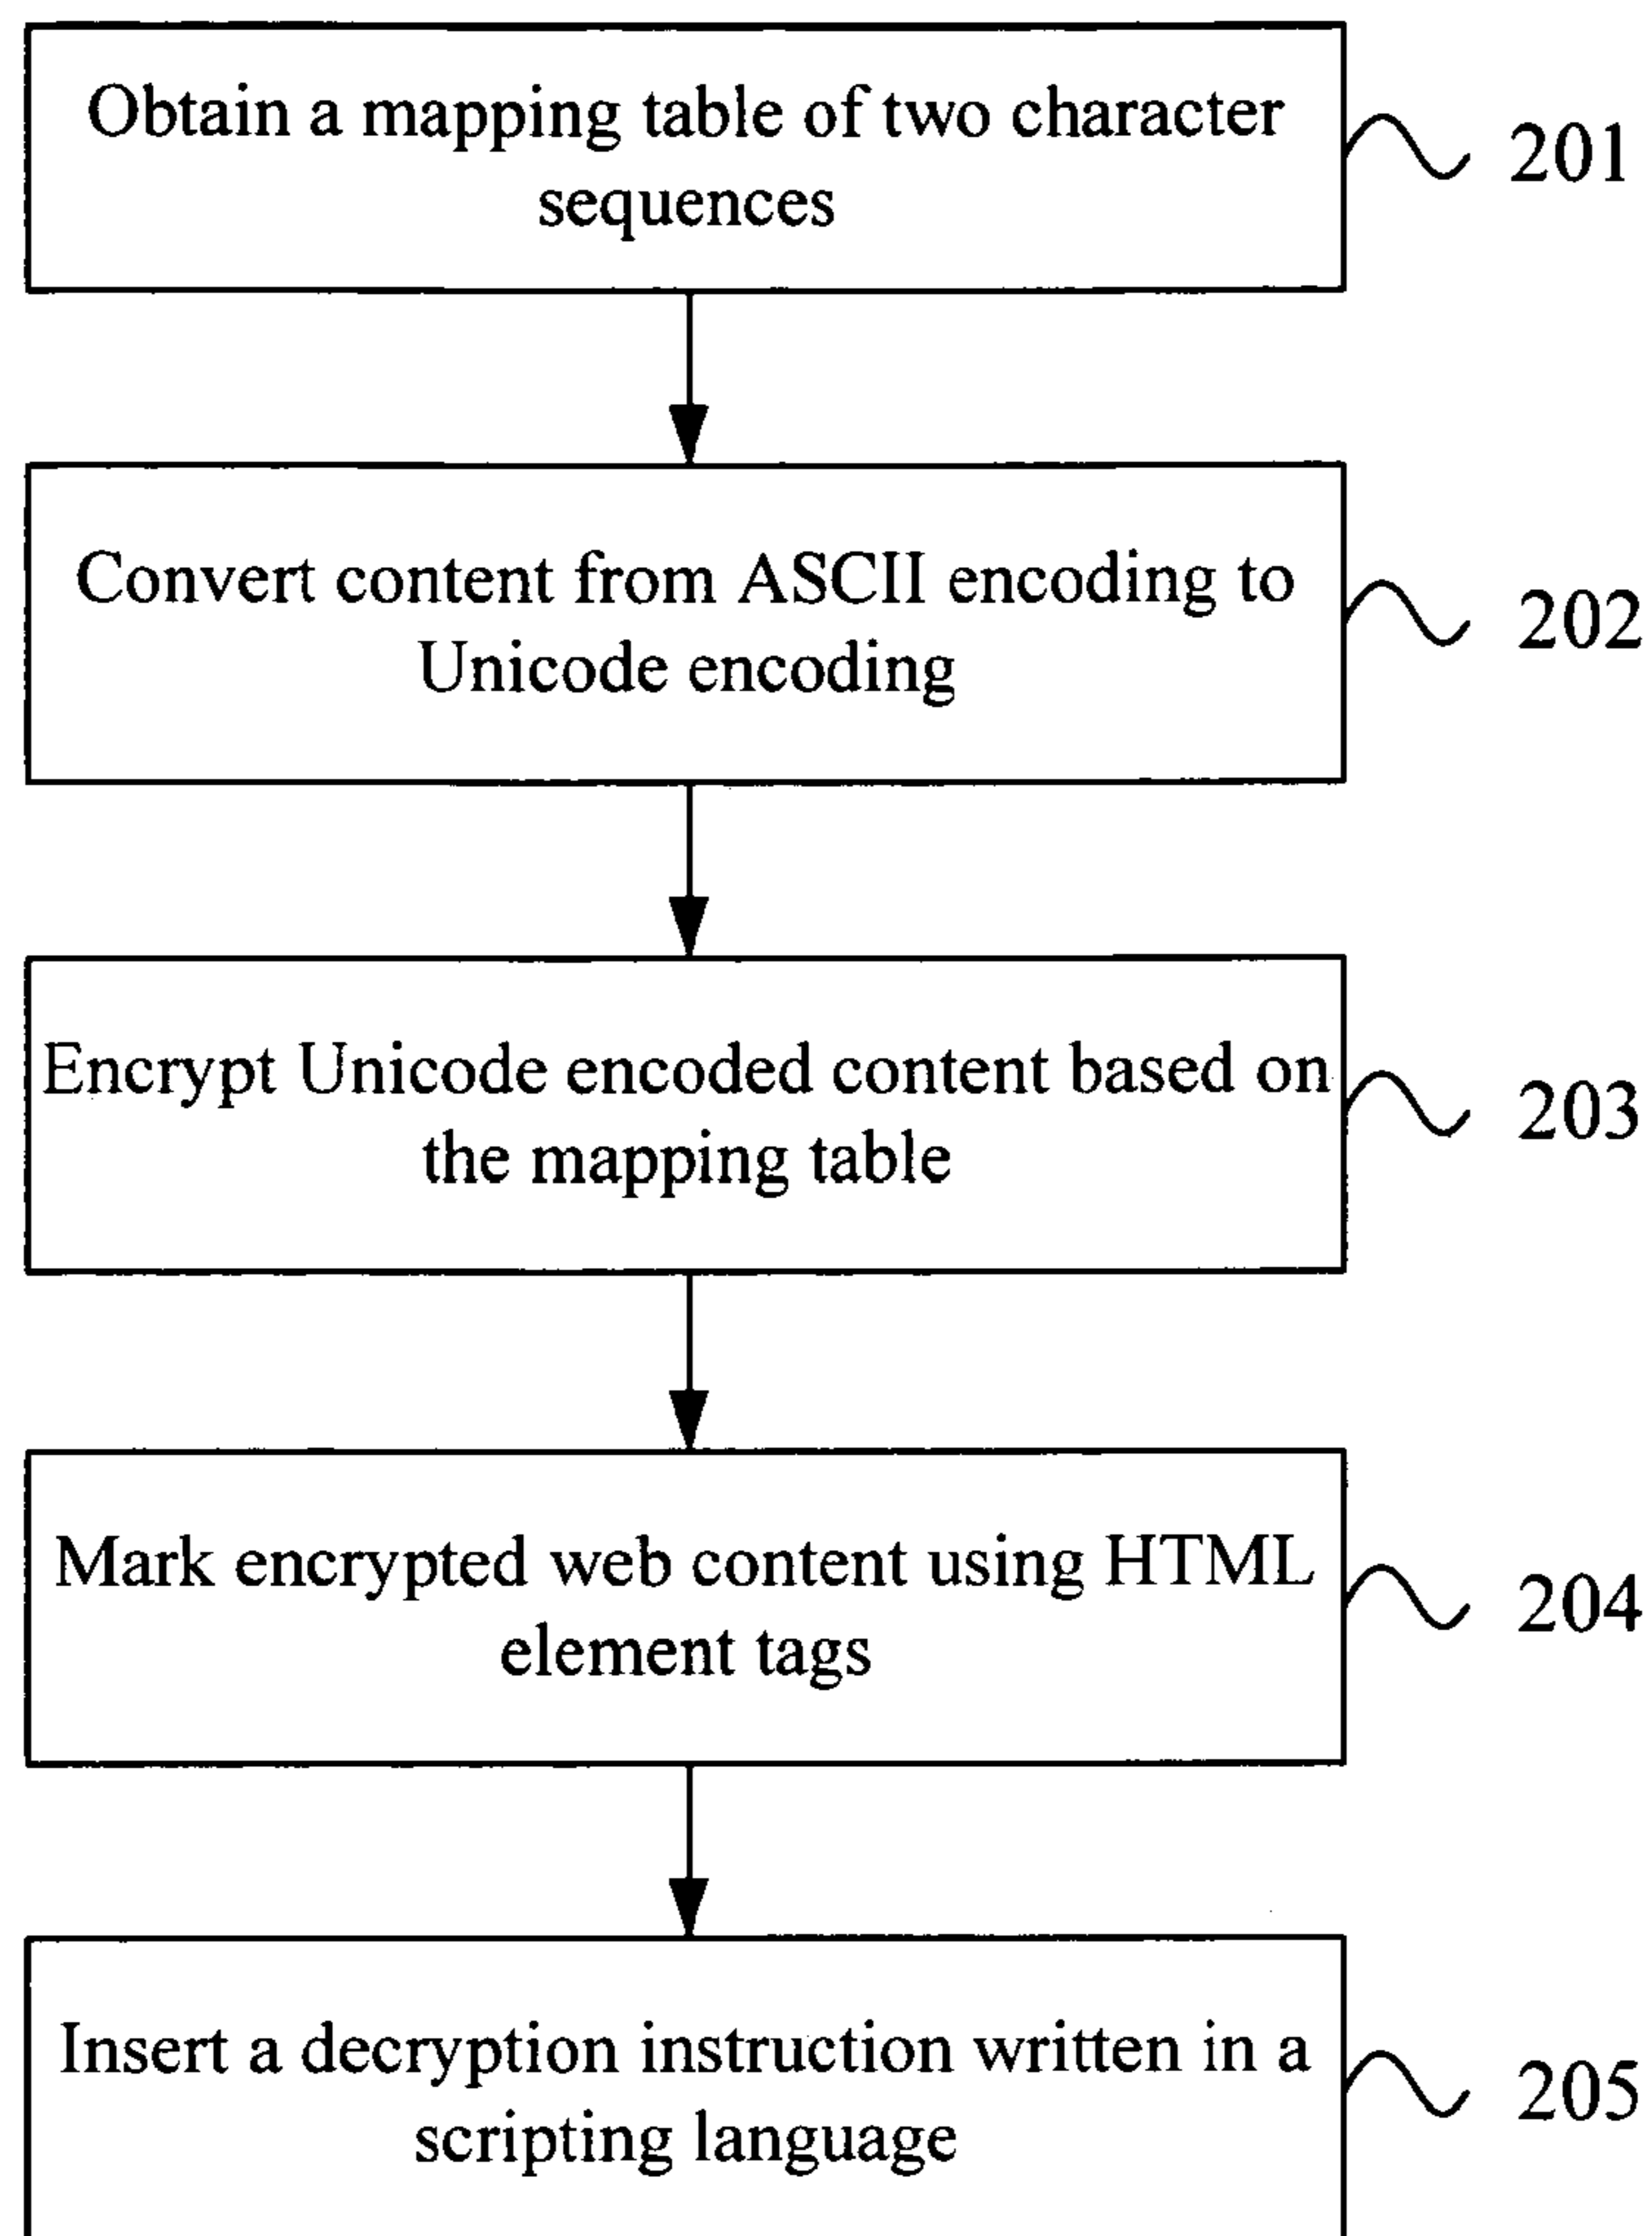 Obtain a mapping table of two character
sequences
201
Convert content from ASCII encoding to
Unicode encoding
202
Encrypt Unicode encoded content based on
the mapping table
203
Mark encrypted web content using HTML
element tags
204
Insert a decryption instruction written in a
scripting language
205